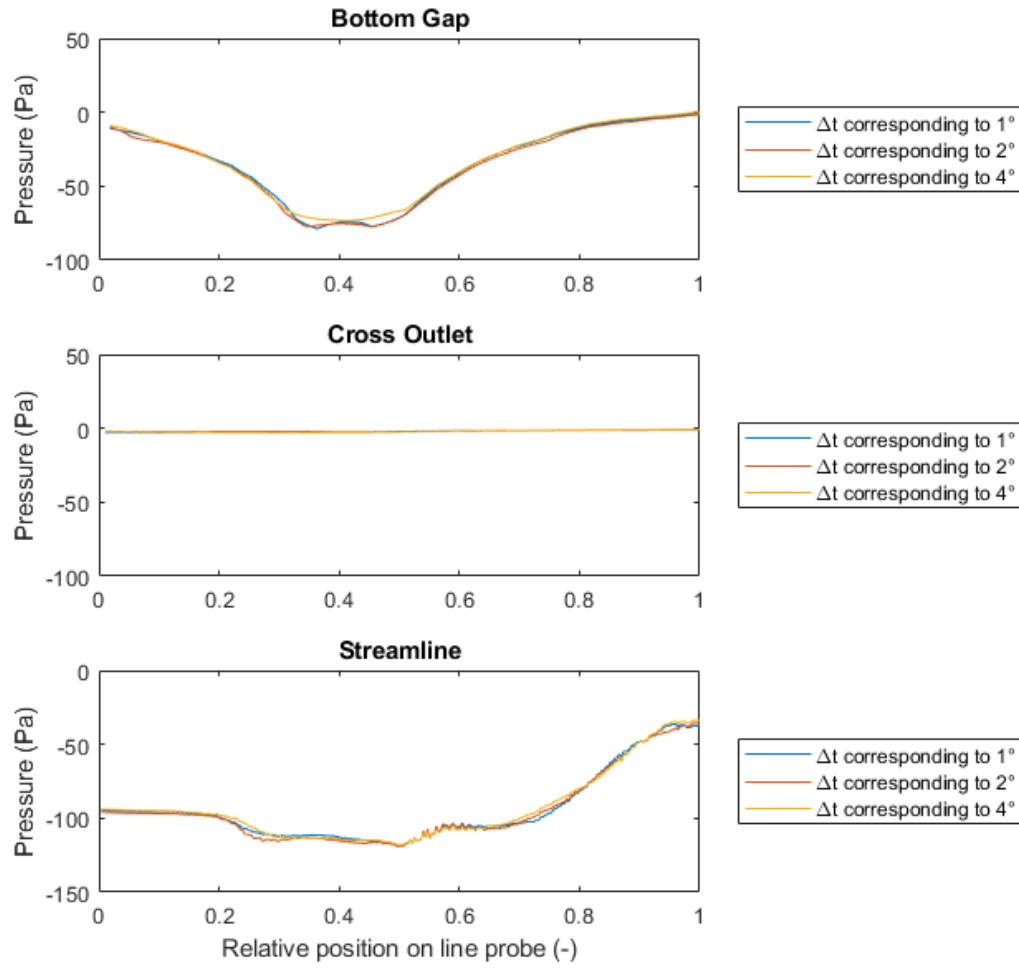 Bottom Gap
50
0
-50
-100
Pressure (Pa)
0 0.2 0.4 0.6 0.8 1
Δt corresponding to 1°
Δt corresponding to 2°
Δt corresponding to 4°
Cross Outlet
50
0
-50
-100
Pressure (Pa)
0 0.2 0.4 0.6 0.8 1
Δt corresponding to 1°
Δt corresponding to 2°
Δt corresponding to 4°
Streamline
0
-50
-100
-150
Pressure (Pa)
0 0.2 0.4 0.6 0.8 1
Relative position on line probe (-)
Δt corresponding to 1°
Δt corresponding to 2°
Δt corresponding to 4°